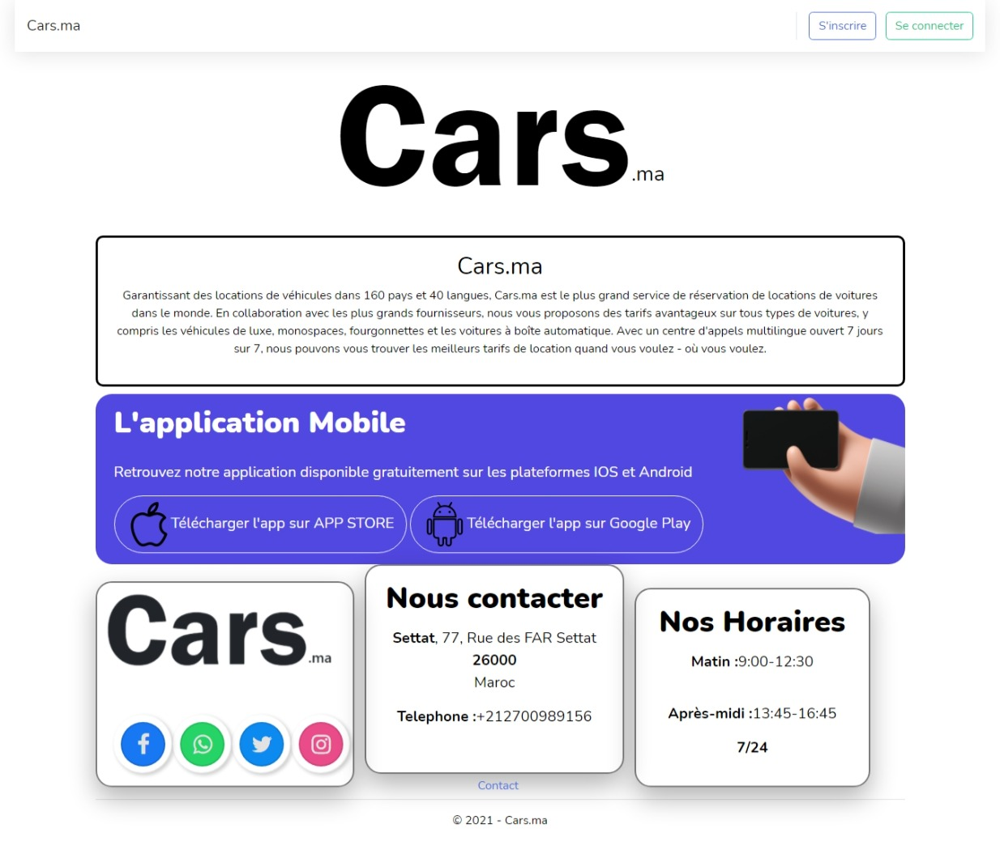 Cars.ma
S'inscrire
Se connecter
Cars.ma
Cars.ma
Garantissant des locations de véhicules dans 160 pays et 40 langues, Cars.ma est le plus grand service de réservation de locations de voitures
dans le monde. En collaboration avec les plus grands fournisseurs, nous vous proposons des tarifs avantageux sur tous types de voitures, y
compris les véhicules de luxe, monospaces, fourgonnettes et les voitures à boîte automatique. Avec un centre d'appels multilingue ouvert 7 jours
sur 7, nous pouvons vous trouver les meilleurs tarifs de location quand vous voulez - où vous voulez.
L'application Mobile
Retrouvez notre application disponible gratuitement sur les plateformes IOS et Android
Télécharger l'app sur APP STORE
Télécharger l'app sur Google Play
Cars.ma
Nous contacter
Settat, 77, Rue des FAR Settat
26000
Maroc
Telephone :+212700989156
Nos Horaires
Matin :9:00-12:30
Après-midi :13:45-16:45
7/24
Contact
© 2021 - Cars.ma